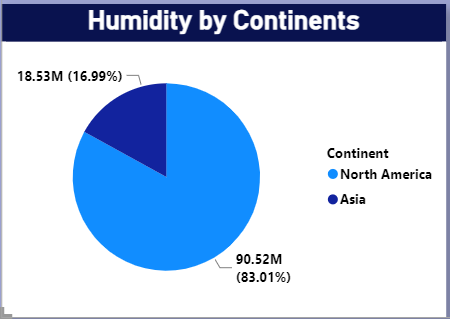 Humidity by Continents
18.53M (16.99%)
Continent
North America
Asia
90.52M
(83.01%)